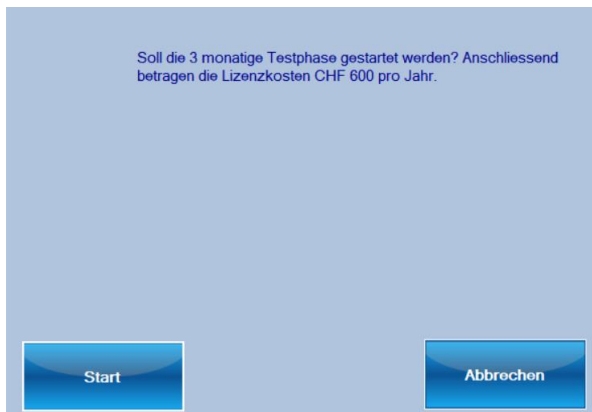 Soll die 3 monatige Testphase gestartet werden? Anschliessend
betragen die Lizenzkosten CHF 600 pro Jahr.
Start
Abbrechen